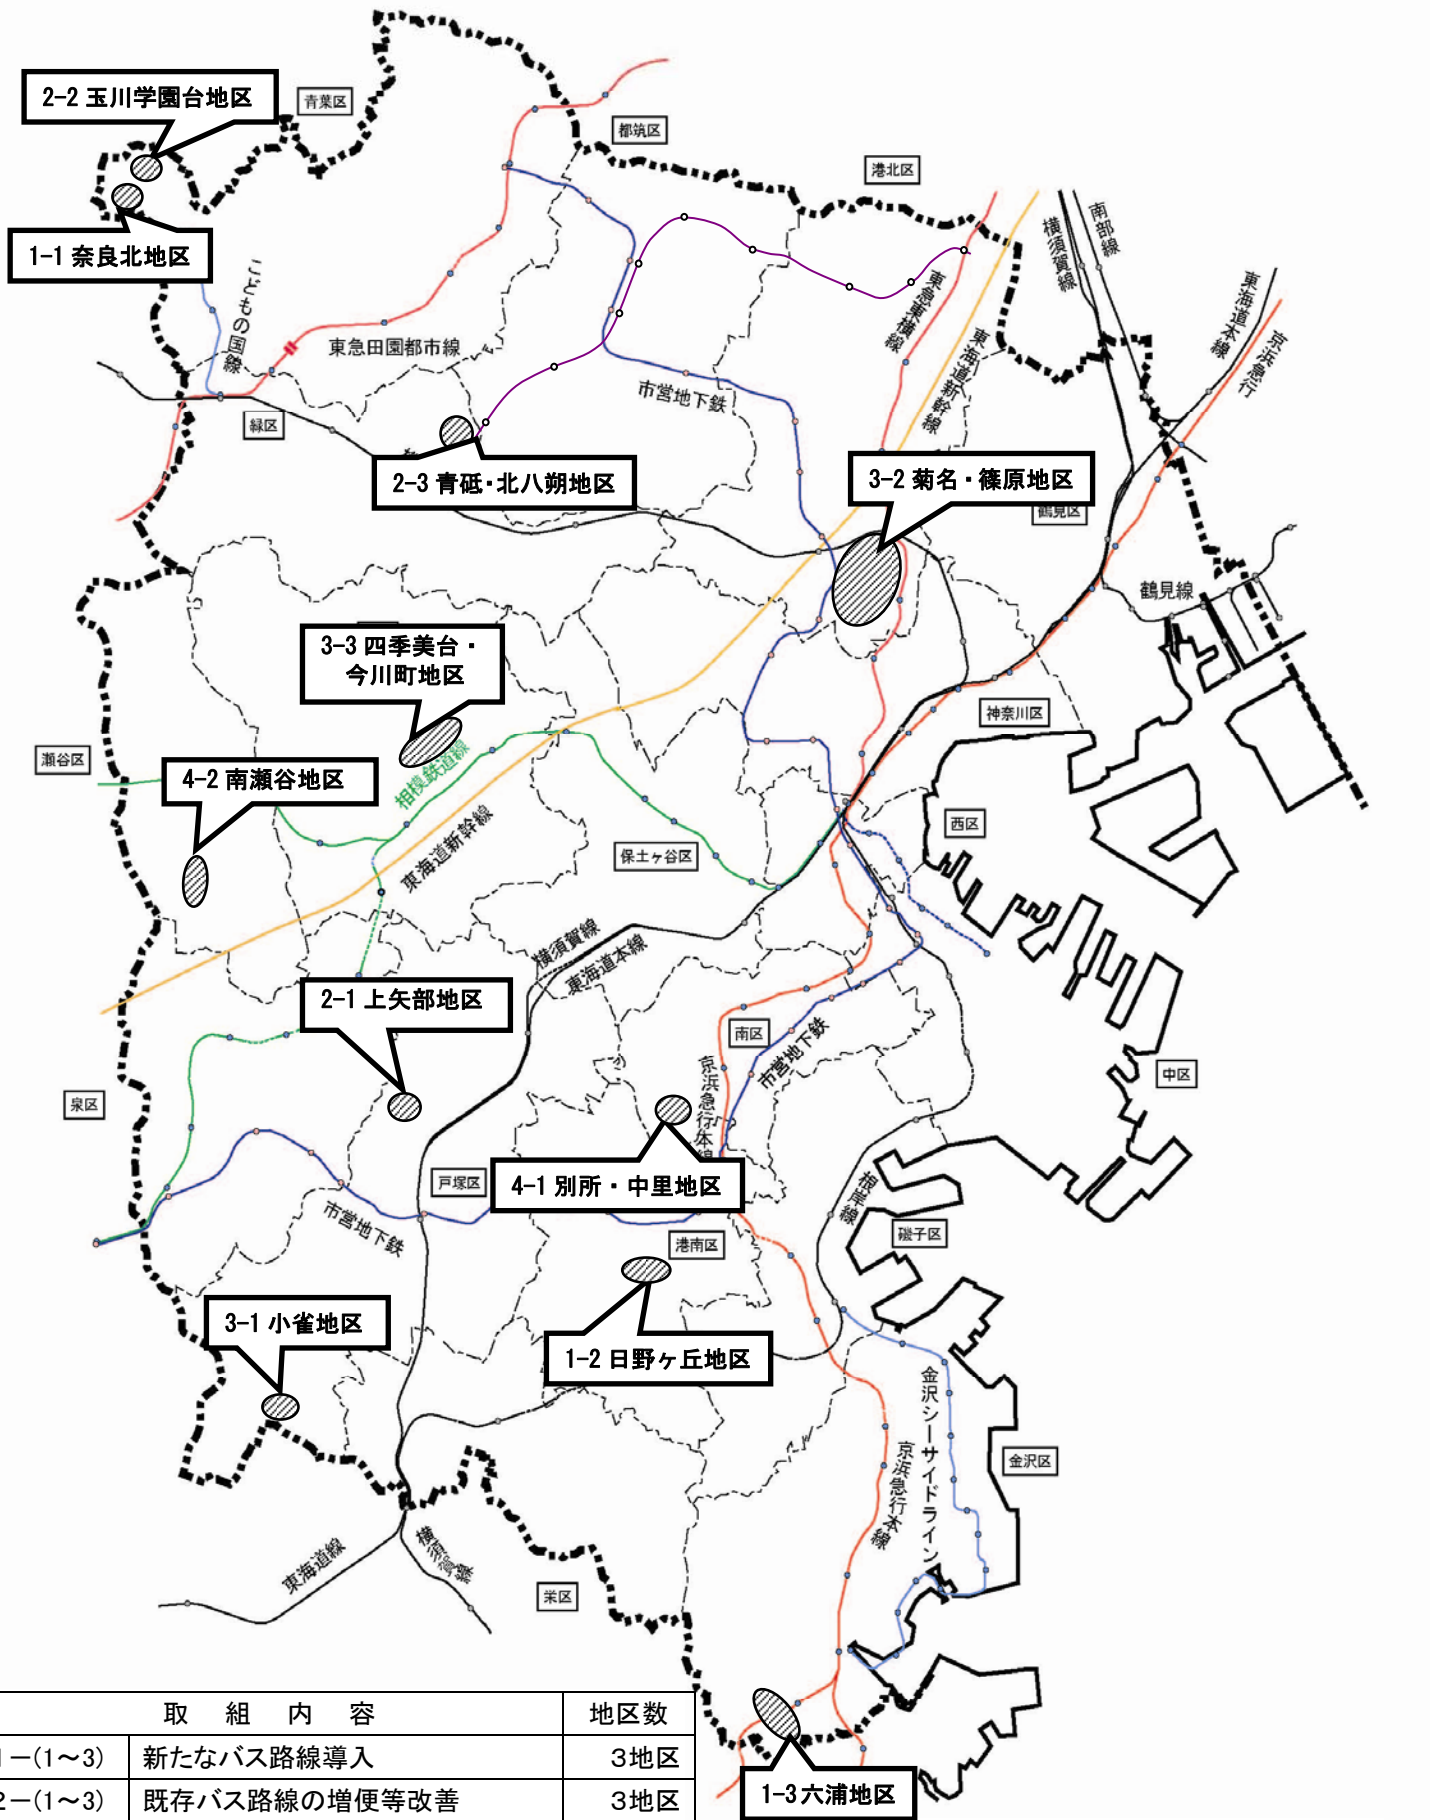 2-2 玉川学園台地区
青葉区
都筑区
港北区
1-1 奈良北地区
こどもの国線
東急田園都市線
東急東横線
東海道新幹線
横須賀線
南部線
東海道本線
京浜急行
緑区
市営地下鉄
2-3 青砥・北八朔地区
3-2 菊名・篠原地区
鶴見区
鶴見線
3-3 四季美台・
今川町地区
神奈川区
瀬谷区
4-2 南瀬谷地区
相模鉄道線
東海道新幹線
西区
保土ヶ谷区
横須賀線
東海道本線
2-1 上矢部地区
南区
市営地下鉄
京浜急行本線
中区
泉区
戸塚区
4-1 別所・中里地区
根岸線
市営地下鉄
港南区
磯子区
3-1 小雀地区
1-2 日野ヶ丘地区
金沢シーサイドライン
京浜急行本線
金沢区
東海道線
横須賀線
栄区
取 組 内 容 地区数
1-(1～3) 新たなバス路線導入 3地区
2-(1～3) 既存バス路線の増便等改善 3地区
1-3 六浦地区